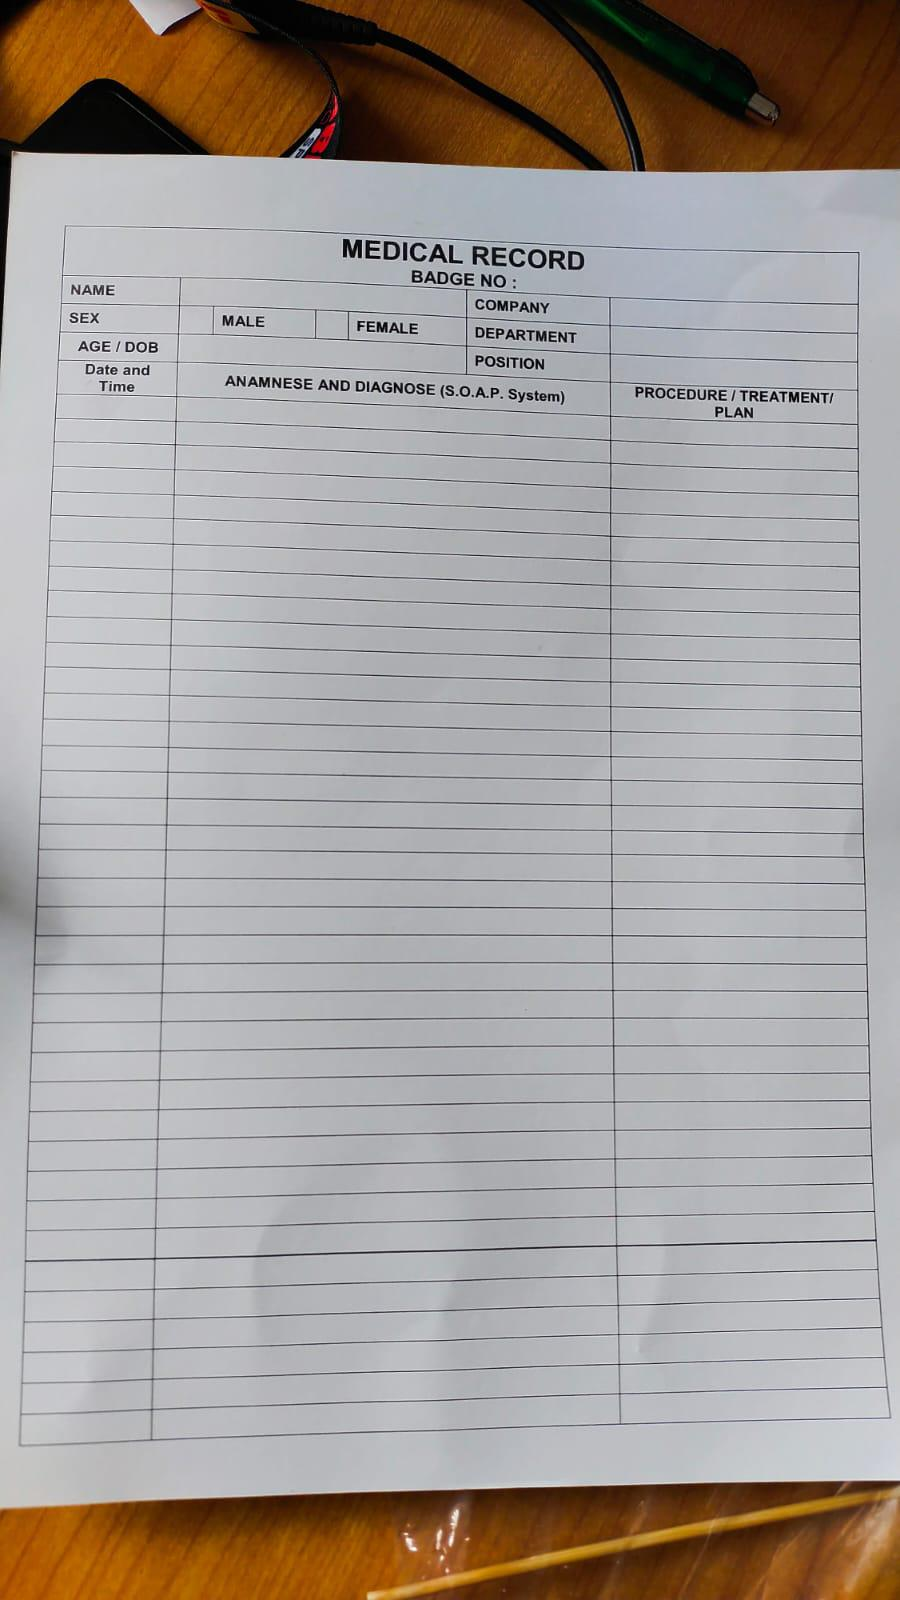 MEDICAL RECORD
BADGE NO :
NAME
COMPANY
SEX
MALE
FEMALE
DEPARTMENT
AGE / DOB
POSITION
Date and
Time
ANAMNESE AND DIAGNOSE (S.O.A.P. System)
PROCEDURE / TREATMENT/
PLAN